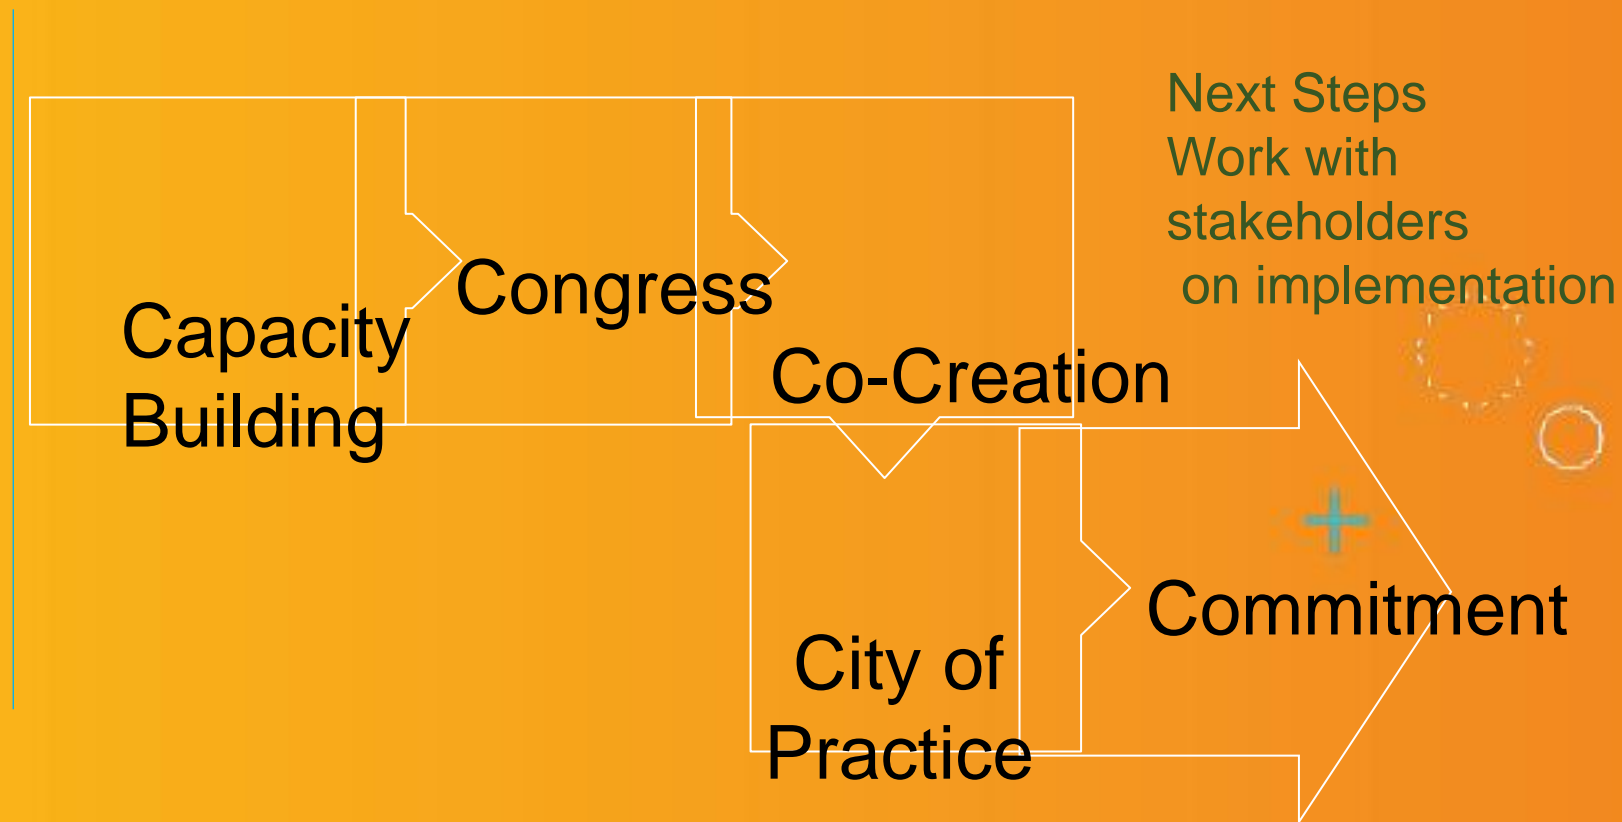 Capacity
Building
Congress
Co-Creation
City of
Practice
Commitment
Next Steps
Work with
stakeholders
on implementation